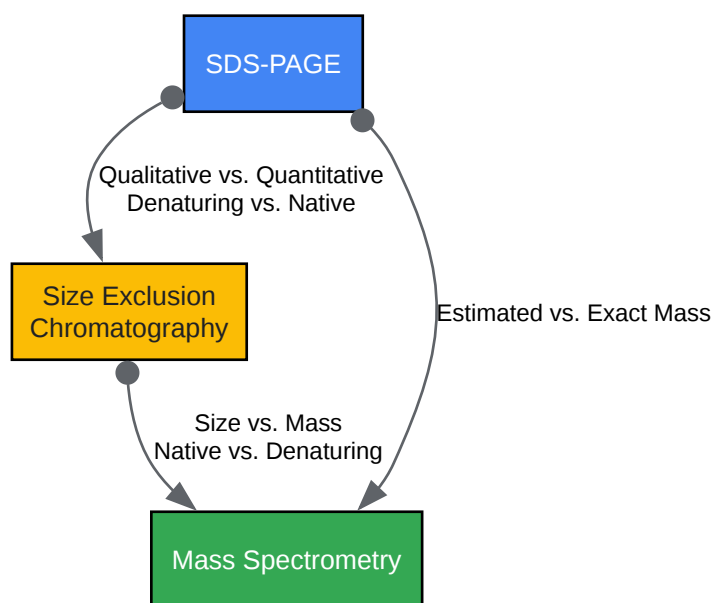 SDS-PAGE
Qualitative vs. Quantitative
Denaturing vs. Native
Size Exclusion
Chromatography
Estimated vs. Exact Mass
Size vs. Mass
Native vs. Denaturing
Mass Spectrometry